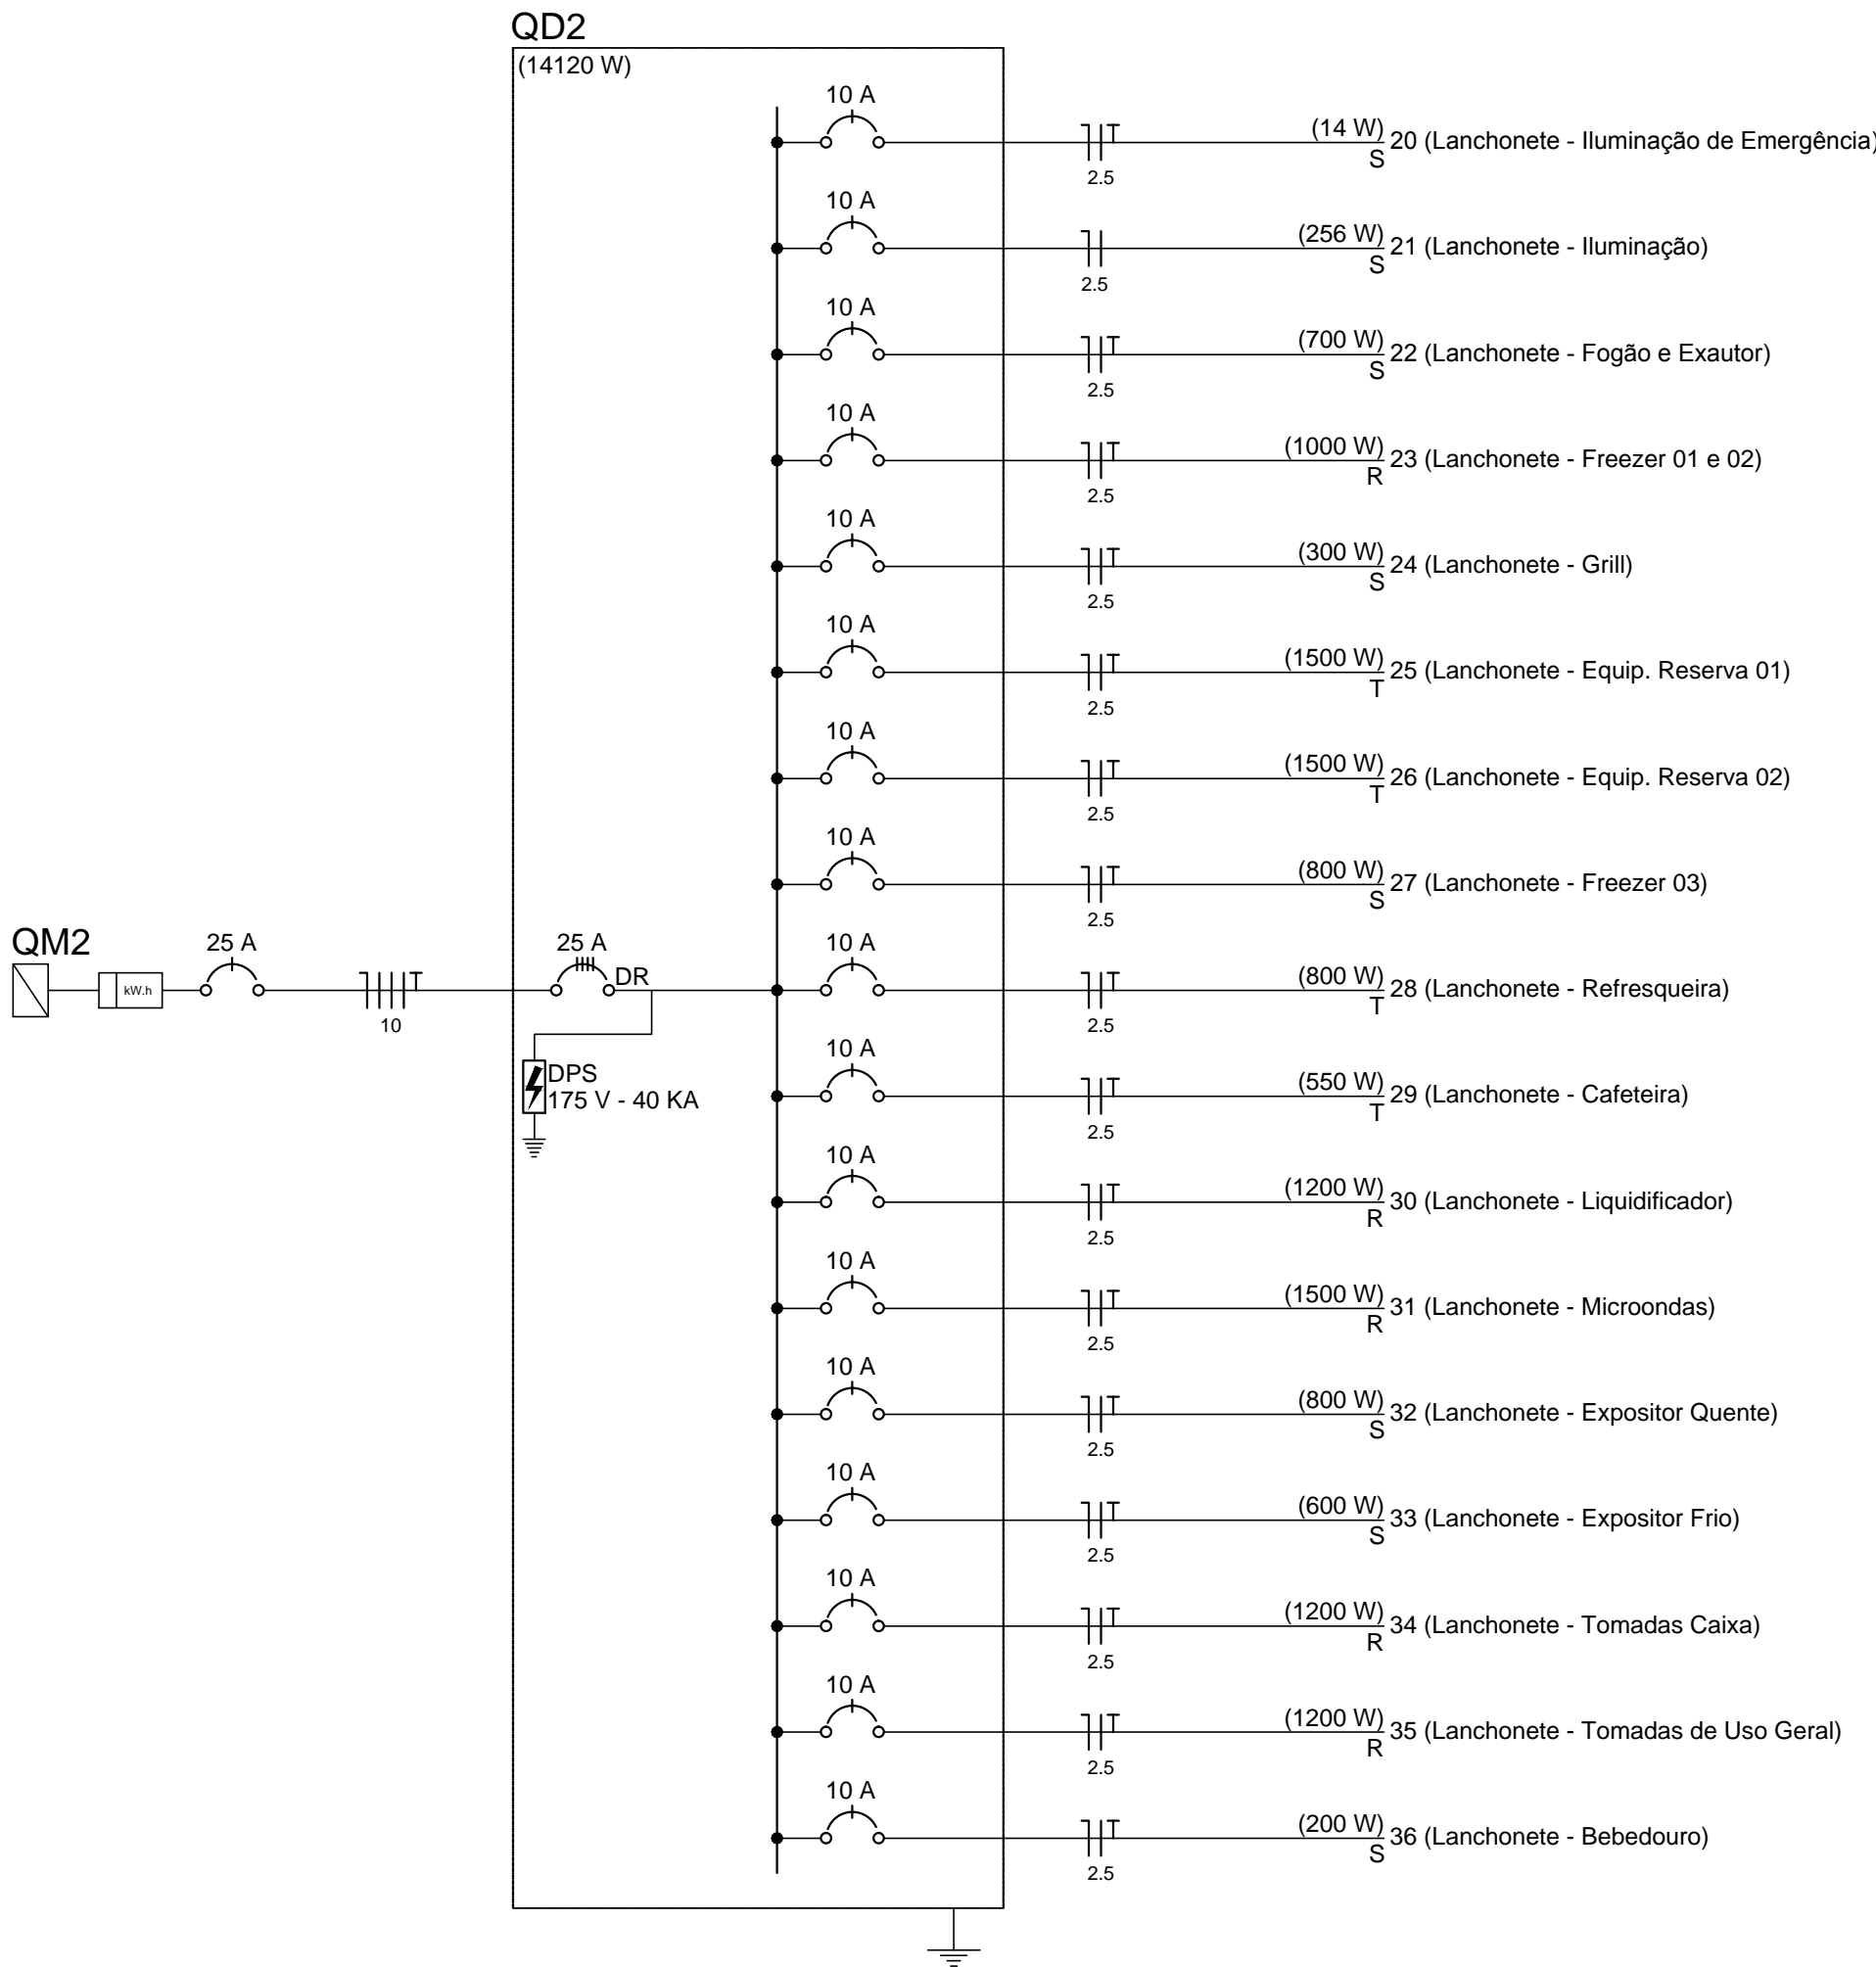 QD2
(14120 W)
10 A
(14 W)
20 (Lanchonete - Iluminação de Emergência)
S
2.5
10 A
(256 W)
21 (Lanchonete - Iluminação)
S
2.5
10 A
(700 W)
22 (Lanchonete - Fogão e Exautor)
S
2.5
10 A
(1000 W)
23 (Lanchonete - Freezer 01 e 02)
R
2.5
10 A
(300 W)
24 (Lanchonete - Grill)
S
2.5
10 A
(1500 W)
25 (Lanchonete - Equip. Reserva 01)
T
2.5
10 A
(1500 W)
26 (Lanchonete - Equip. Reserva 02)
T
2.5
10 A
(800 W)
27 (Lanchonete - Freezer 03)
S
2.5
QM2
kW.h
25 A
10
25 A
DR
DPS
175 V - 40 KA
10 A
(800 W)
28 (Lanchonete - Refresqueira)
T
2.5
10 A
(550 W)
29 (Lanchonete - Cafeteira)
T
2.5
10 A
(1200 W)
30 (Lanchonete - Liquidificador)
R
2.5
10 A
(1500 W)
31 (Lanchonete - Microondas)
R
2.5
10 A
(800 W)
32 (Lanchonete - Expositor Quente)
S
2.5
10 A
(600 W)
33 (Lanchonete - Expositor Frio)
S
2.5
10 A
(1200 W)
34 (Lanchonete - Tomadas Caixa)
R
2.5
10 A
(1200 W)
35 (Lanchonete - Tomadas de Uso Geral)
R
2.5
10 A
(200 W)
36 (Lanchonete - Bebedouro)
S
2.5